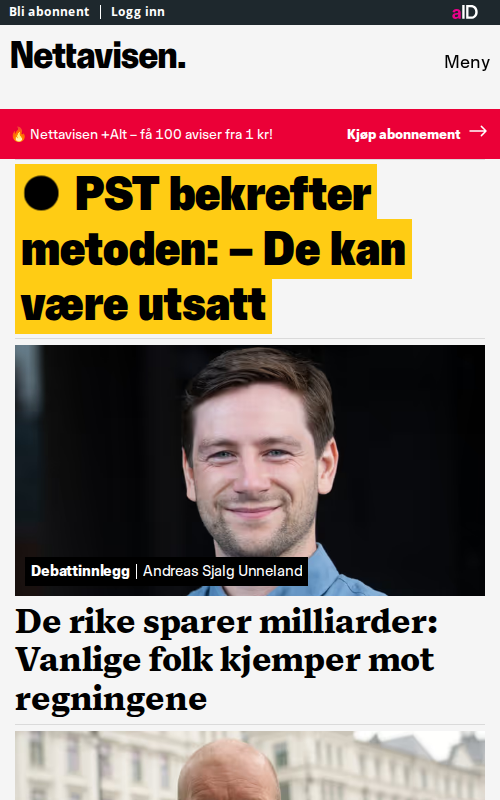 Bli abonnent | Logg inn
aID
Nettavisen.
Meny
🔥 Nettavisen +Alt – få 100 aviser fra 1 kr!
Kjøp abonnement →
● PST bekrefter
metoden: – De kan
være utsatt
Debattinnlegg | Andreas Sjalg Unneland
De rike sparer milliarder:
Vanlige folk kjemper mot
regningene